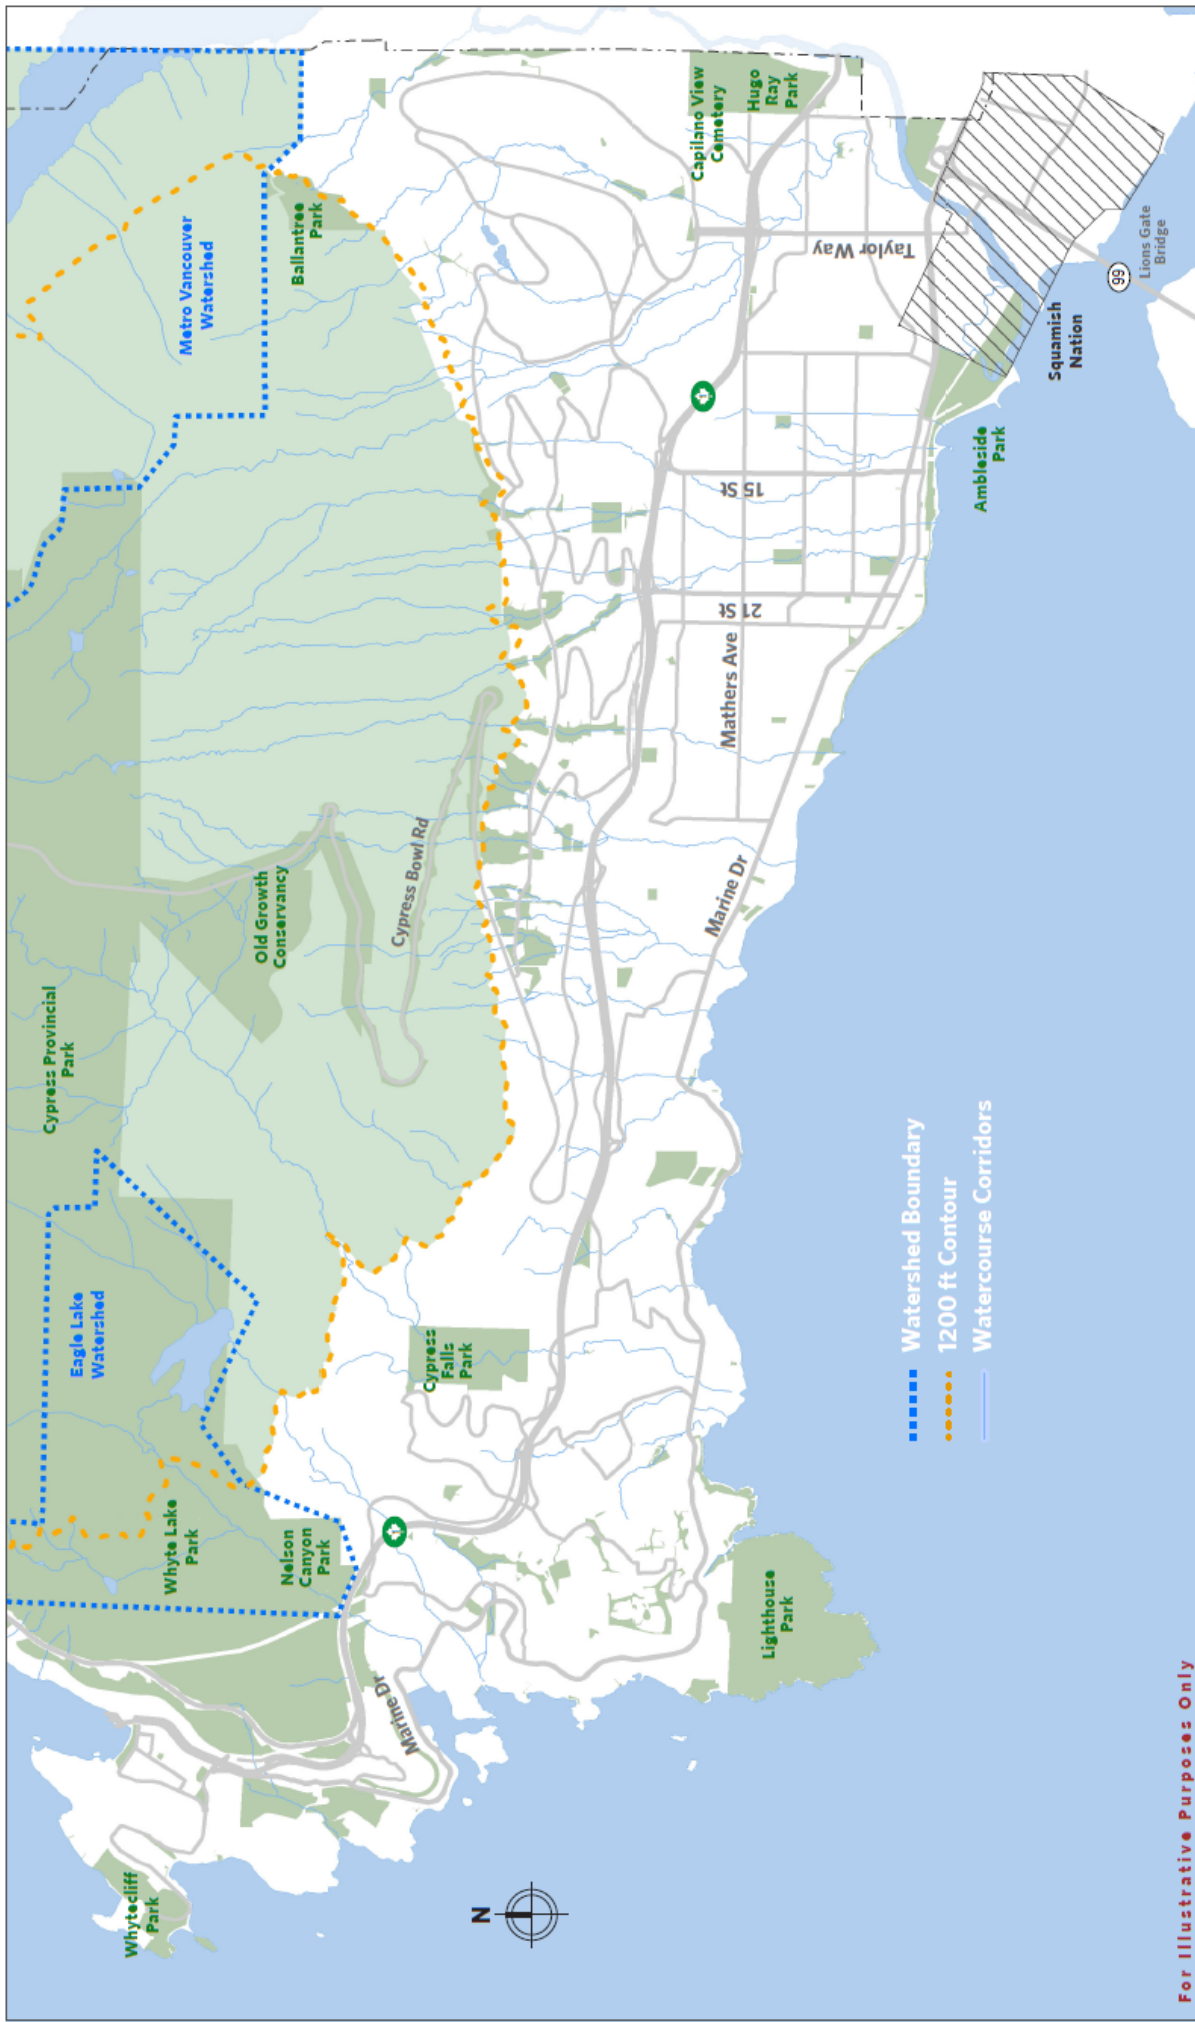 Metro Vancouver
Watershed
Ballantree
Park
Capilano View
Cemetery
Hugo
Ray
Park
Taylor Way
Lions Gate
Bridge
99
Squamish
Nation
Ambleside
Park
15 St
21 St
Mathers Ave
Marine Dr
Cypress Bowl Rd
Old Growth
Conservancy
Cypress Provincial
Park
Eagle Lake
Watershed
Cypress
Falls
Park
Whyte Lake
Park
Nelson
Canyon
Park
1
1
Marine Dr
Lighthouse
Park
Whytecliff
Park
N
Watershed Boundary
1200 ft Contour
Watercourse Corridors
For Illustrative Purposes Only